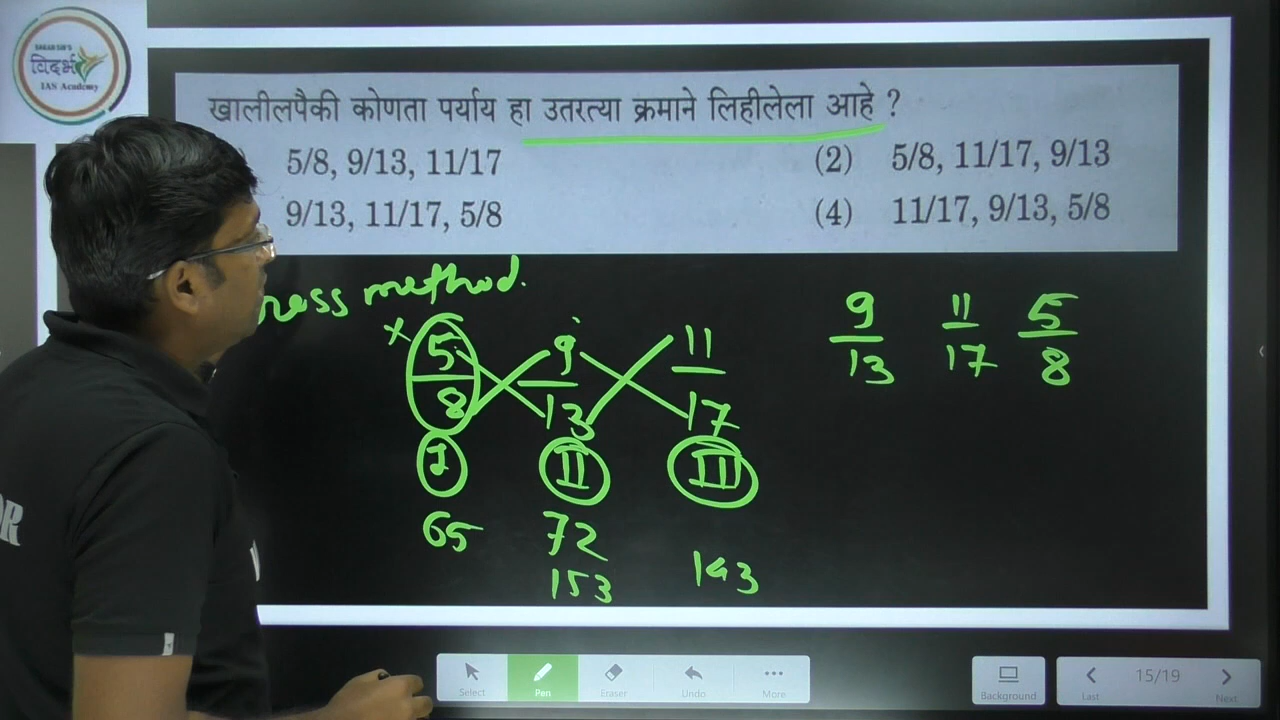 SAGAR SIR'S
विदर्भ
IAS Academy
खालीलपैकी कोणता पर्याय हा उतरत्या क्रमाने लिहीलेला आहे ?
5/8, 9/13, 11/17
(2) 5/8, 11/17, 9/13
9/13, 11/17, 5/8
(4) 11/17, 9/13, 5/8
ross method.
5/8 9/13 11/17
I II III
65 72
153 143
9/13 11/17 5/8
OR
Select Pen Eraser Undo More
Background
Last 15/19 Next